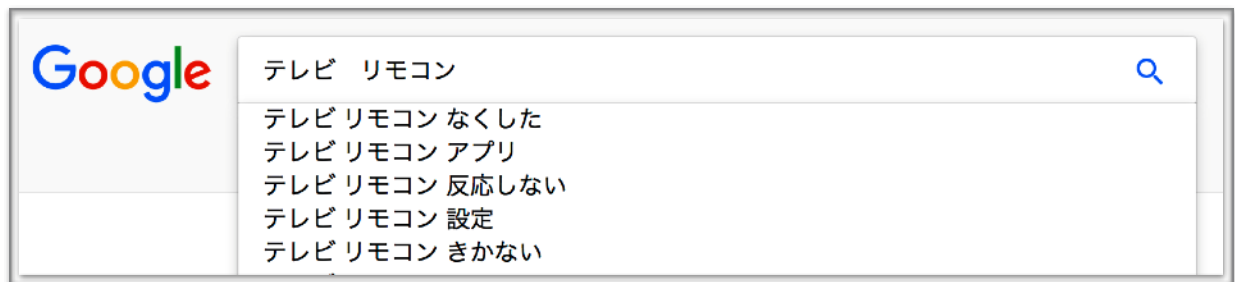 Google
テレビ　リモコン
テレビ リモコン なくした
テレビ リモコン アプリ
テレビ リモコン 反応しない
テレビ リモコン 設定
テレビ リモコン きかない